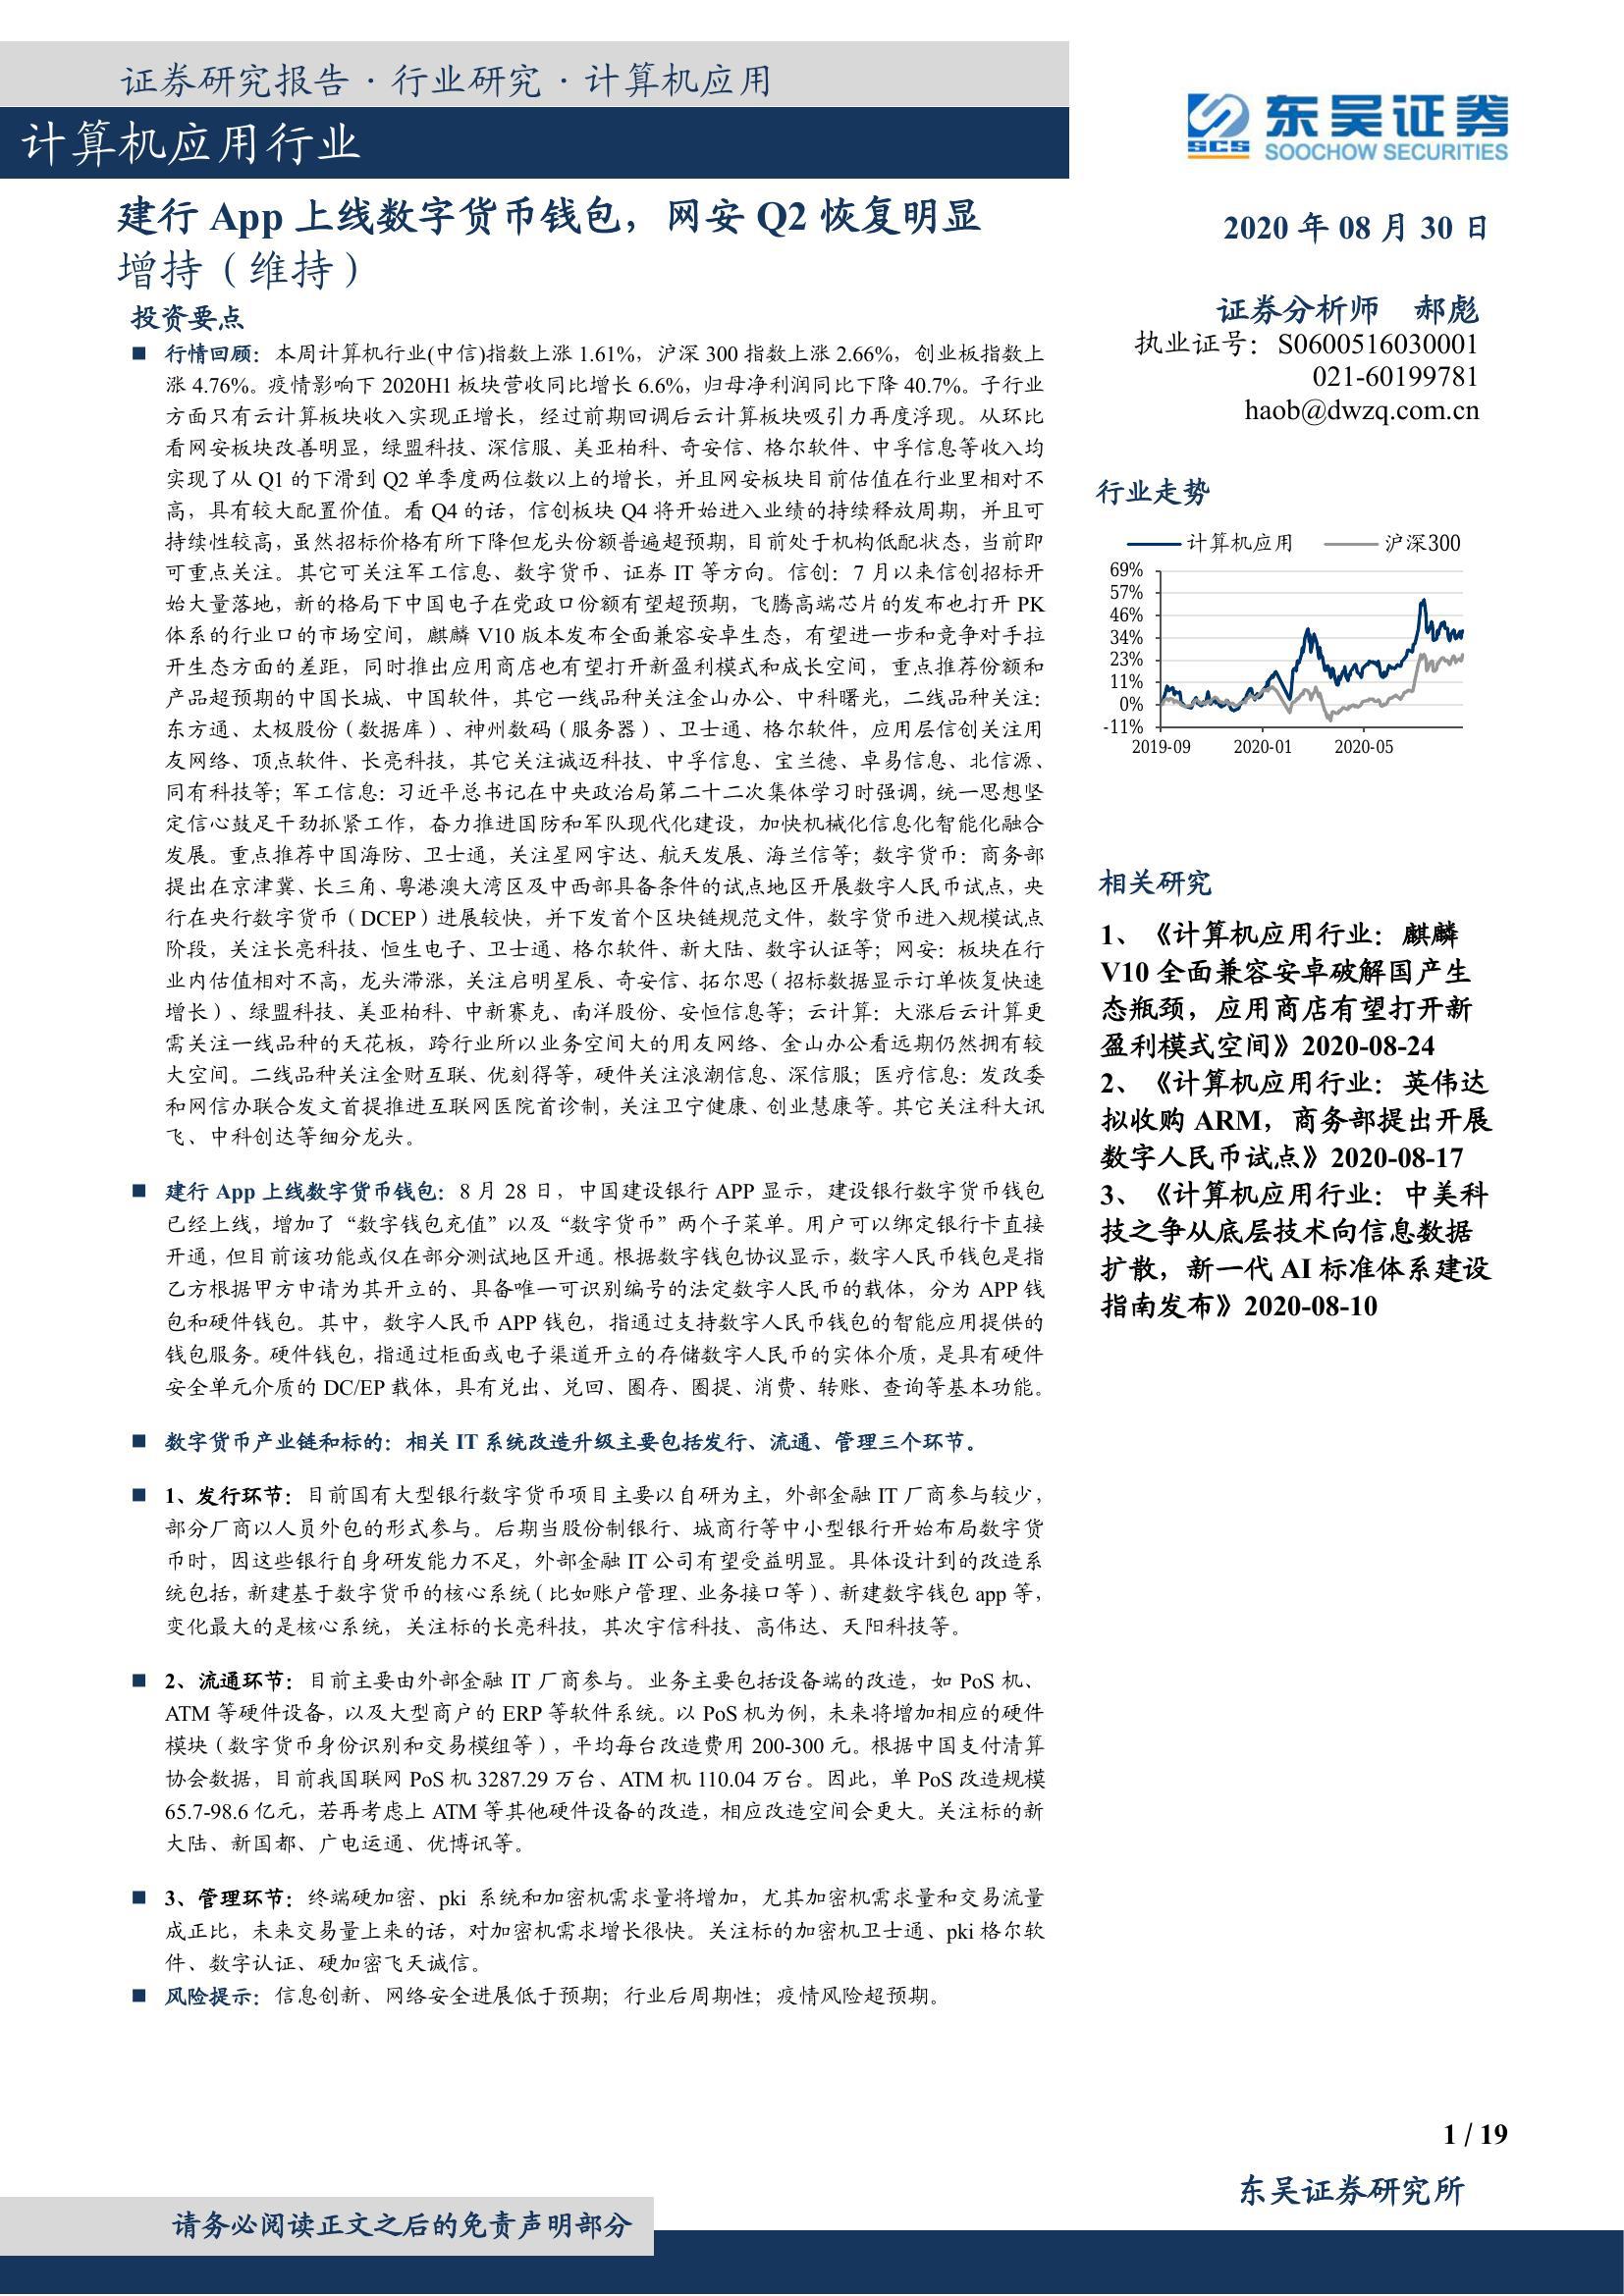 证券研究报告·行业研究·计算机应用
计算机应用行业
东吴证券
SCS
SOOCHOW SECURITIES
建行 App 上线数字货币钱包，网安 Q2 恢复明显
增持（维持）
2020 年 08 月 30 日
证券分析师 郝彪
执业证号：S0600516030001
021-60199781
haob@dwzq.com.cn
投资要点
■ 行情回顾：本周计算机行业(中信)指数上涨 1.61%，沪深 300 指数上涨 2.66%，创业板指数上
涨 4.76%。疫情影响下 2020H1 板块营收同比增长 6.6%，归母净利润同比下降 40.7%。子行业
方面只有云计算板块收入实现正增长，经过前期回调后云计算板块吸引力再度浮现。从环比
看网安板块改善明显，绿盟科技、深信服、美亚柏科、奇安信、格尔软件、中孚信息等收入均
实现了从 Q1 的下滑到 Q2 单季度两位数以上的增长，并且网安板块目前估值在行业里相对不
高，具有较大配置价值。看 Q4 的话，信创板块 Q4 将开始进入业绩的持续释放周期，并且可
持续性较高，虽然招标价格有所下降但龙头份额普遍超预期，目前处于机构低配状态，当前即
可重点关注。其它可关注军工信息、数字货币、证券 IT 等方向。信创：7 月以来信创招标开
始大量落地，新的格局下中国电子在党政口份额有望超预期，飞腾高端芯片的发布也打开 PK
体系的行业口的市场空间，麒麟 V10 版本发布全面兼容安卓生态，有望进一步和竞争对手拉
开生态方面的差距，同时推出应用商店也有望打开新盈利模式和成长空间，重点推荐份额和
产品超预期的中国长城、中国软件，其它一线品种关注金山办公、中科曙光，二线品种关注：
东方通、太极股份（数据库）、神州数码（服务器）、卫士通、格尔软件，应用层信创关注用
友网络、顶点软件、长亮科技，其它关注诚迈科技、中孚信息、宝兰德、卓易信息、北信源、
同有科技等；军工信息：习近平总书记在中央政治局第二十二次集体学习时强调，统一思想坚
定信心鼓足干劲抓紧工作，奋力推进国防和军队现代化建设，加快机械化信息化智能化融合
发展。重点推荐中国海防、卫士通，关注星网宇达、航天发展、海兰信等；数字货币：商务部
提出在京津冀、长三角、粤港澳大湾区及中西部具备条件的试点地区开展数字人民币试点，央
行在央行数字货币（DCEP）进展较快，并下发首个区块链规范文件，数字货币进入规模试点
阶段，关注长亮科技、恒生电子、卫士通、格尔软件、新大陆、数字认证等；网安：板块在行
业内估值相对不高，龙头滞涨，关注启明星辰、奇安信、拓尔思（招标数据显示订单恢复快速
增长）、绿盟科技、美亚柏科、中新赛克、南洋股份、安恒信息等；云计算：大涨后云计算更
需关注一线品种的天花板，跨行业所以业务空间大的用友网络、金山办公看远期仍然拥有较
大空间。二线品种关注金财互联、优刻得等，硬件关注浪潮信息、深信服；医疗信息：发改委
和网信办联合发文首提推进互联网医院首诊制，关注卫宁健康、创业慧康等。其它关注科大讯
飞、中科创达等细分龙头。
■ 建行 App 上线数字货币钱包：8 月 28 日，中国建设银行 APP 显示，建设银行数字货币钱包
已经上线，增加了“数字钱包充值”以及“数字货币”两个子菜单。用户可以绑定银行卡直接
开通，但目前该功能或仅在部分测试地区开通。根据数字钱包协议显示，数字人民币钱包是指
乙方根据甲方申请为其开立的、具备唯一可识别编号的法定数字人民币的载体，分为 APP 钱
包和硬件钱包。其中，数字人民币 APP 钱包，指通过支持数字人民币钱包的智能应用提供的
钱包服务。硬件钱包，指通过柜面或电子渠道开立的存储数字人民币的实体介质，是具有硬件
安全单元介质的 DC/EP 载体，具有兑出、兑回、圈存、圈提、消费、转账、查询等基本功能。
■ 数字货币产业链和标的：相关 IT 系统改造升级主要包括发行、流通、管理三个环节。
■ 1、发行环节：目前国有大型银行数字货币项目主要以自研为主，外部金融 IT 厂商参与较少，
部分厂商以人员外包的形式参与。后期当股份制银行、城商行等中小型银行开始布局数字货
币时，因这些银行自身研发能力不足，外部金融 IT 公司有望受益明显。具体设计到的改造系
统包括，新建基于数字货币的核心系统（比如账户管理、业务接口等）、新建数字钱包 app 等，
变化最大的是核心系统，关注标的长亮科技，其次宇信科技、高伟达、天阳科技等。
■ 2、流通环节：目前主要由外部金融 IT 厂商参与。业务主要包括设备端的改造，如 PoS 机、
ATM 等硬件设备，以及大型商户的 ERP 等软件系统。以 PoS 机为例，未来将增加相应的硬件
模块（数字货币身份识别和交易模组等），平均每台改造费用 200-300 元。根据中国支付清算
协会数据，目前我国联网 PoS 机 3287.29 万台、ATM 机 110.04 万台。因此，单 PoS 改造规模
65.7-98.6 亿元，若再考虑上 ATM 等其他硬件设备的改造，相应改造空间会更大。关注标的新
大陆、新国都、广电运通、优博讯等。
■ 3、管理环节：终端硬加密、pki 系统和加密机需求量将增加，尤其加密机需求量和交易流量
成正比，未来交易量上来的话，对加密机需求增长很快。关注标的加密机卫士通、pki 格尔软
件、数字认证、硬加密飞天诚信。
■ 风险提示：信息创新、网络安全进展低于预期；行业后周期性；疫情风险超预期。
行业走势
计算机应用 沪深300
69%
57%
46%
34%
23%
11%
0%
-11%
2019-09 2020-01 2020-05
相关研究
1、《计算机应用行业：麒麟
V10 全面兼容安卓破解国产生
态瓶颈，应用商店有望打开新
盈利模式空间》2020-08-24
2、《计算机应用行业：英伟达
拟收购 ARM，商务部提出开展
数字人民币试点》2020-08-17
3、《计算机应用行业：中美科
技之争从底层技术向信息数据
扩散，新一代 AI 标准体系建设
指南发布》2020-08-10
1 / 19
东吴证券研究所
请务必阅读正文之后的免责声明部分